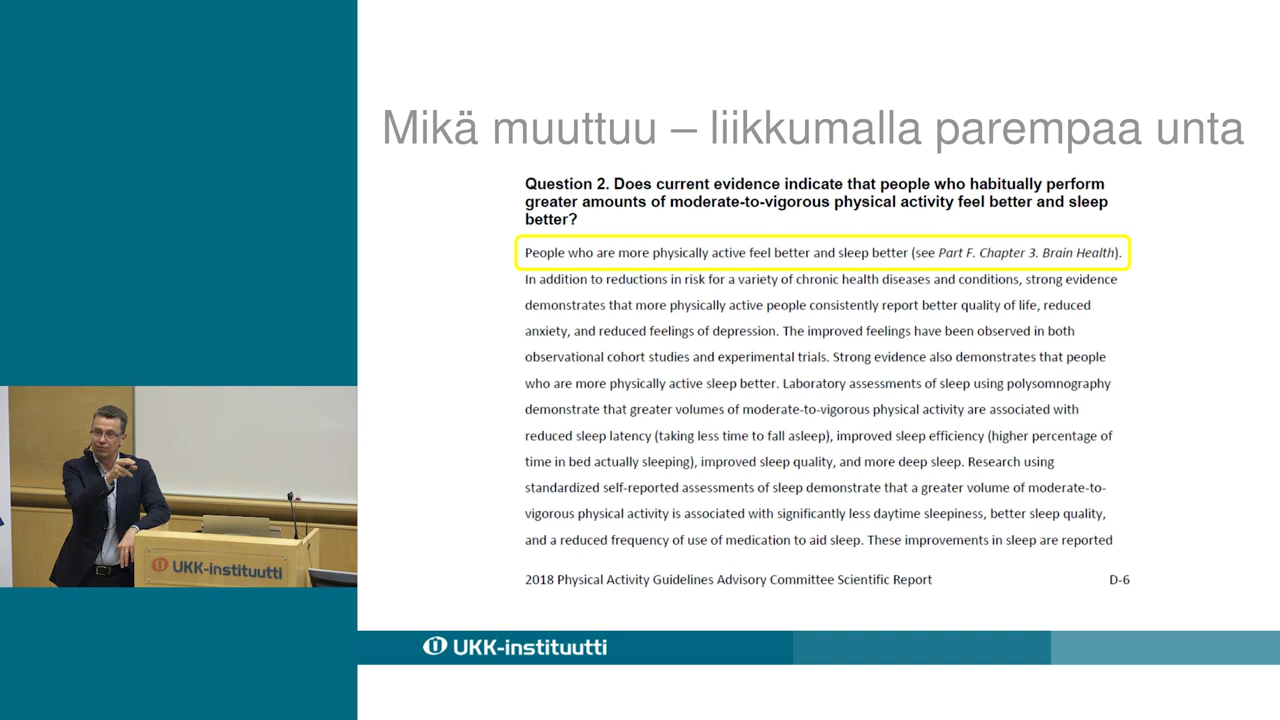 Mikä muuttuu – liikkumalla parempaa unta
Question 2. Does current evidence indicate that people who habitually perform
greater amounts of moderate-to-vigorous physical activity feel better and sleep
better?
People who are more physically active feel better and sleep better (see Part F. Chapter 3. Brain Health).
In addition to reductions in risk for a variety of chronic health diseases and conditions, strong evidence
demonstrates that more physically active people consistently report better quality of life, reduced
anxiety, and reduced feelings of depression. The improved feelings have been observed in both
observational cohort studies and experimental trials. Strong evidence also demonstrates that people
who are more physically active sleep better. Laboratory assessments of sleep using polysomnography
demonstrate that greater volumes of moderate-to-vigorous physical activity are associated with
reduced sleep latency (taking less time to fall asleep), improved sleep efficiency (higher percentage of
time in bed actually sleeping), improved sleep quality, and more deep sleep. Research using
standardized self-reported assessments of sleep demonstrate that a greater volume of moderate-to-
vigorous physical activity is associated with significantly less daytime sleepiness, better sleep quality,
and a reduced frequency of use of medication to aid sleep. These improvements in sleep are reported
2018 Physical Activity Guidelines Advisory Committee Scientific Report D-6
UKK-instituutti
UKK-instituutti